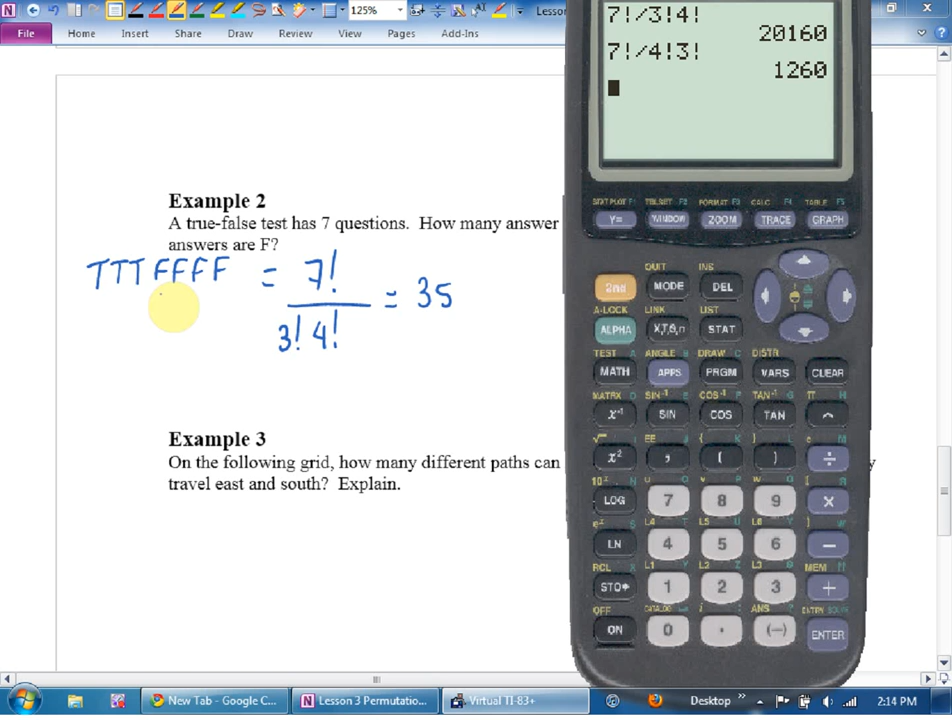 125%
Lesson
File Home Insert Share Draw Review View Pages Add-Ins
7!/3!4!
20160
7!/4!3!
1260
Example 2
A true-false test has 7 questions. How many answer
answers are F?
TTTFFFF = 7! / 3! 4! = 35
Example 3
On the following grid, how many different paths can
travel east and south? Explain.
STAT PLOT F1 TBLSET F2 FORMAT F3 CALC F4 TABLE F5
Y= WINDOW ZOOM TRACE GRAPH
QUIT INS
2nd MODE DEL
A-LOCK LINK LIST
ALPHA X,T,θ,n STAT
TEST A ANGLE B DRAW C DISTR
MATH APPS PRGM VARS CLEAR
MATRX D SIN⁻¹ E COS⁻¹ F TAN⁻¹ G π H
x⁻¹ SIN COS TAN ^
√ I EE J { K } L e M
x² , ( ) ÷
10ˣ N u O v P w Q [ R
LOG 7 8 9 ×
eˣ S L4 T L5 U L6 V ] W
LN 4 5 6 −
RCL X L1 Y L2 Z L3 θ MEM "
STO 1 2 3 +
OFF CATALOG i : ANS ? ENTRY SOLVE
ON 0 . (−) ENTER
New Tab - Google C... Lesson 3 Permutatio... Virtual TI-83+ Desktop 2:14 PM